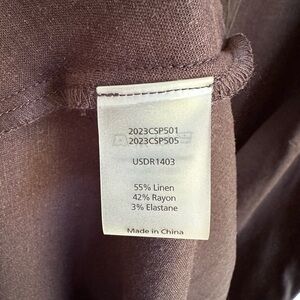 2023CSP501
2023CSP505
USDR1403
55% Linen
42% Rayon
3% Elastane
Made in China